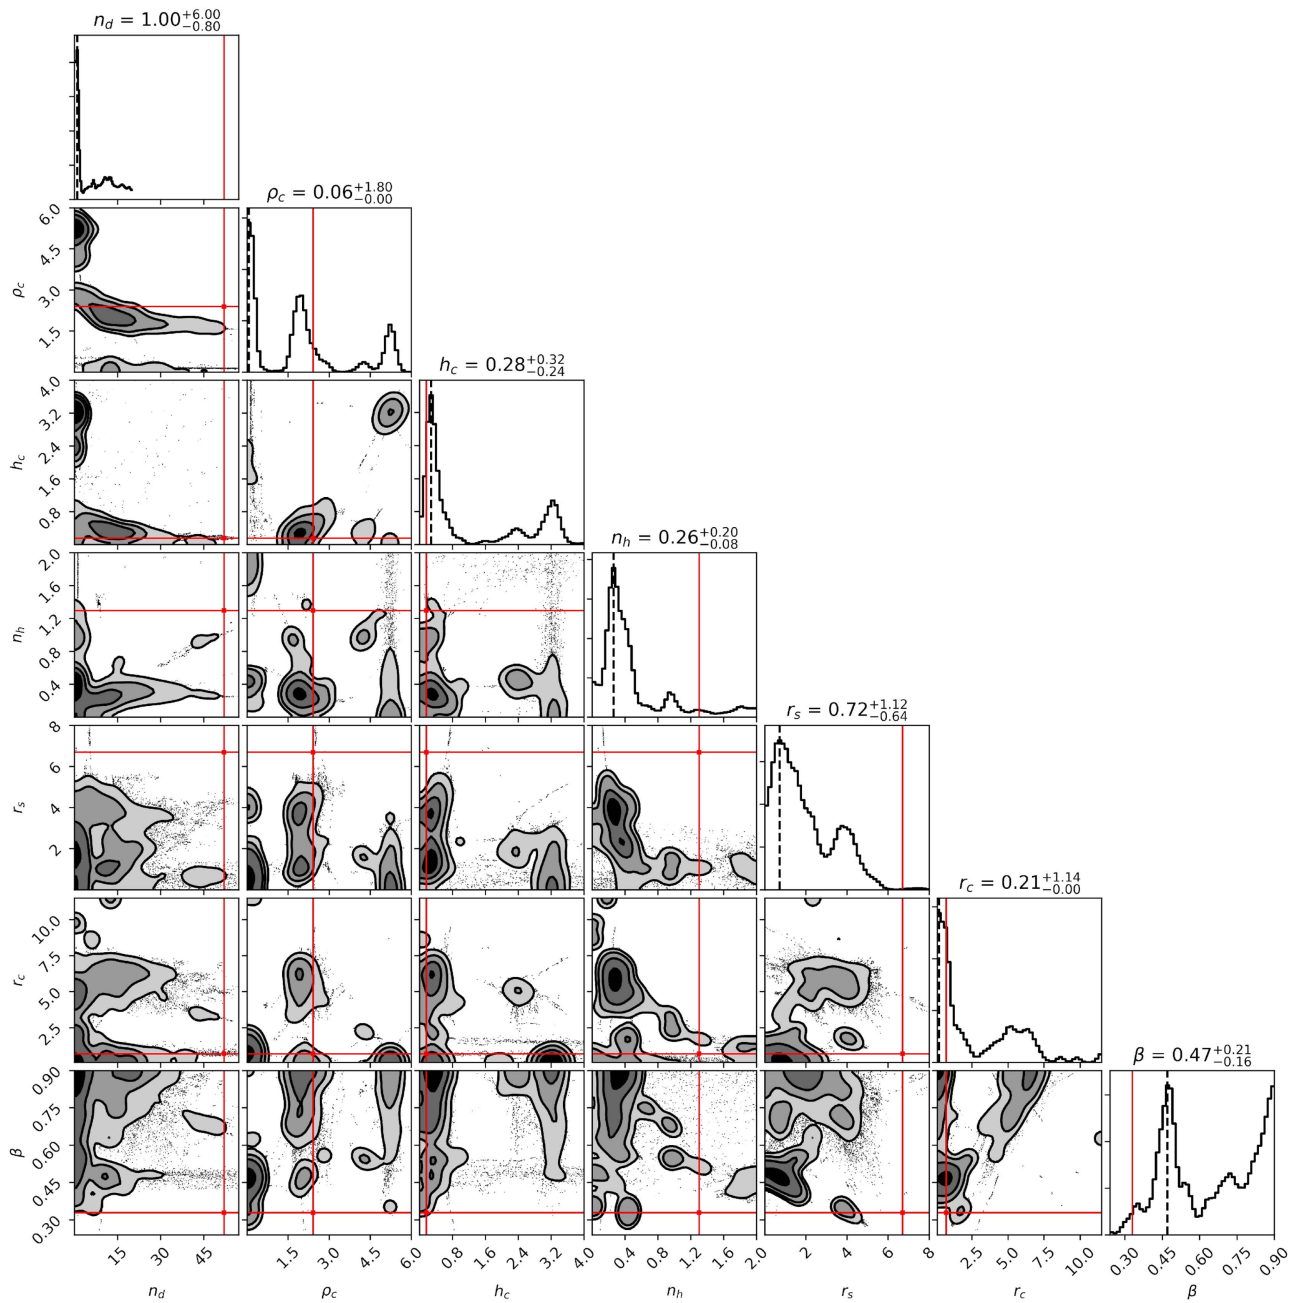 n_d = 1.00^{+6.00}_{-0.80}
ρ_c = 0.06^{+1.80}_{-0.00}
6.0
4.5
3.0
1.5
ρ_c
h_c = 0.28^{+0.32}_{-0.24}
4.0
3.2
2.4
1.6
0.8
h_c
n_h = 0.26^{+0.20}_{-0.08}
2.0
1.6
1.2
0.8
0.4
n_h
r_s = 0.72^{+1.12}_{-0.64}
8
6
4
2
r_s
r_c = 0.21^{+1.14}_{-0.00}
10.0
7.5
5.0
2.5
r_c
β = 0.47^{+0.21}_{-0.16}
0.90
0.75
0.60
0.45
0.30
β
15 30 45 1.5 3.0 4.5 6.0 0.8 1.6 2.4 3.2 4.0 0.4 0.8 1.2 1.6 2.0 2 4 6 8 2.5 5.0 7.5 10.0 0.30 0.45 0.60 0.75 0.90
n_d ρ_c h_c n_h r_s r_c β